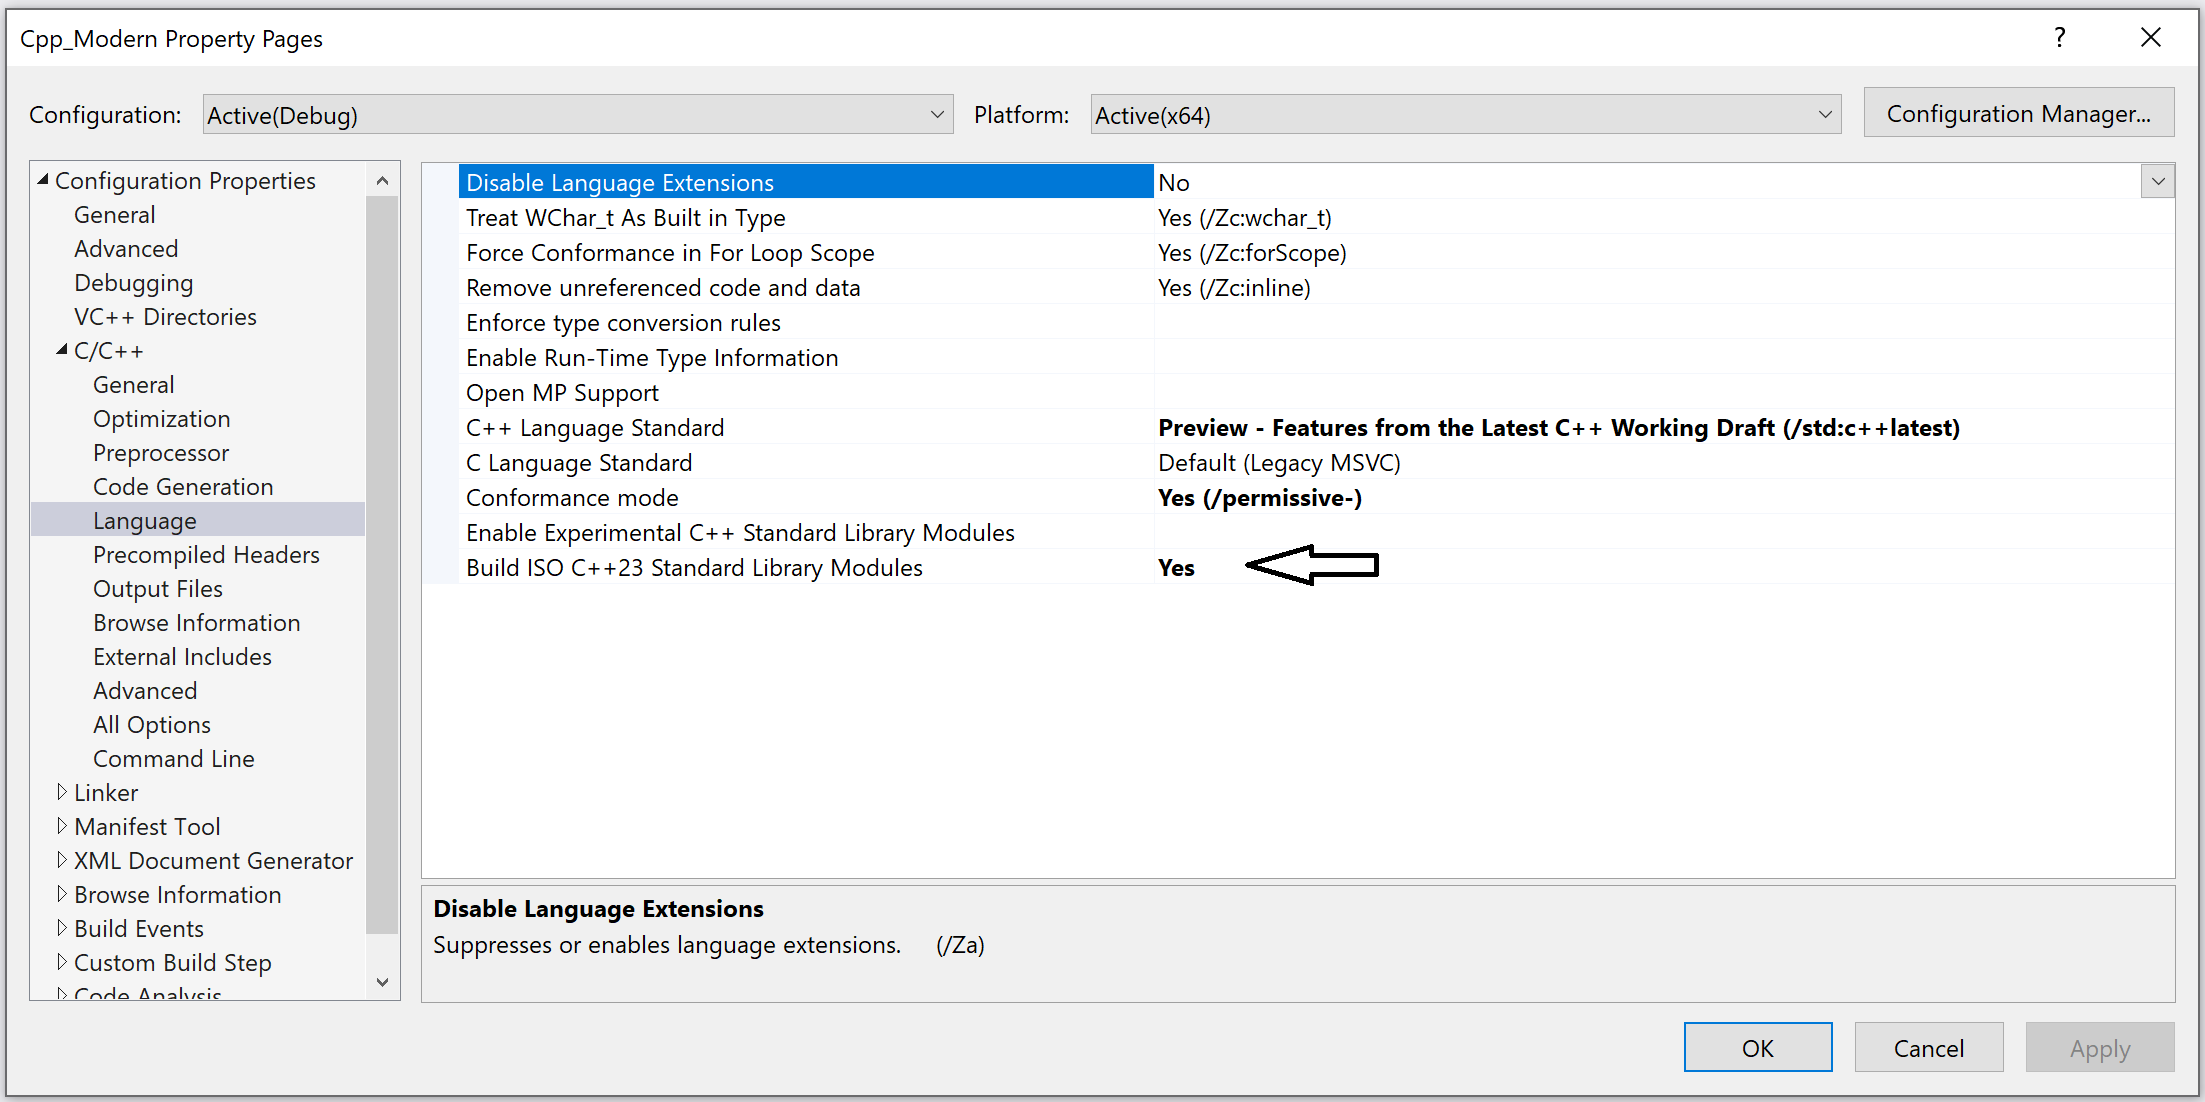 Cpp_Modern Property Pages
?
Configuration: Active(Debug) Platform: Active(x64) Configuration Manager...
Configuration Properties
General
Advanced
Debugging
VC++ Directories
C/C++
General
Optimization
Preprocessor
Code Generation
Language
Precompiled Headers
Output Files
Browse Information
External Includes
Advanced
All Options
Command Line
Linker
Manifest Tool
XML Document Generator
Browse Information
Build Events
Custom Build Step
Code Analysis
Disable Language Extensions No
Treat WChar_t As Built in Type Yes (/Zc:wchar_t)
Force Conformance in For Loop Scope Yes (/Zc:forScope)
Remove unreferenced code and data Yes (/Zc:inline)
Enforce type conversion rules
Enable Run-Time Type Information
Open MP Support
C++ Language Standard Preview - Features from the Latest C++ Working Draft (/std:c++latest)
C Language Standard Default (Legacy MSVC)
Conformance mode Yes (/permissive-)
Enable Experimental C++ Standard Library Modules
Build ISO C++23 Standard Library Modules Yes
Disable Language Extensions
Suppresses or enables language extensions. (/Za)
OK Cancel Apply